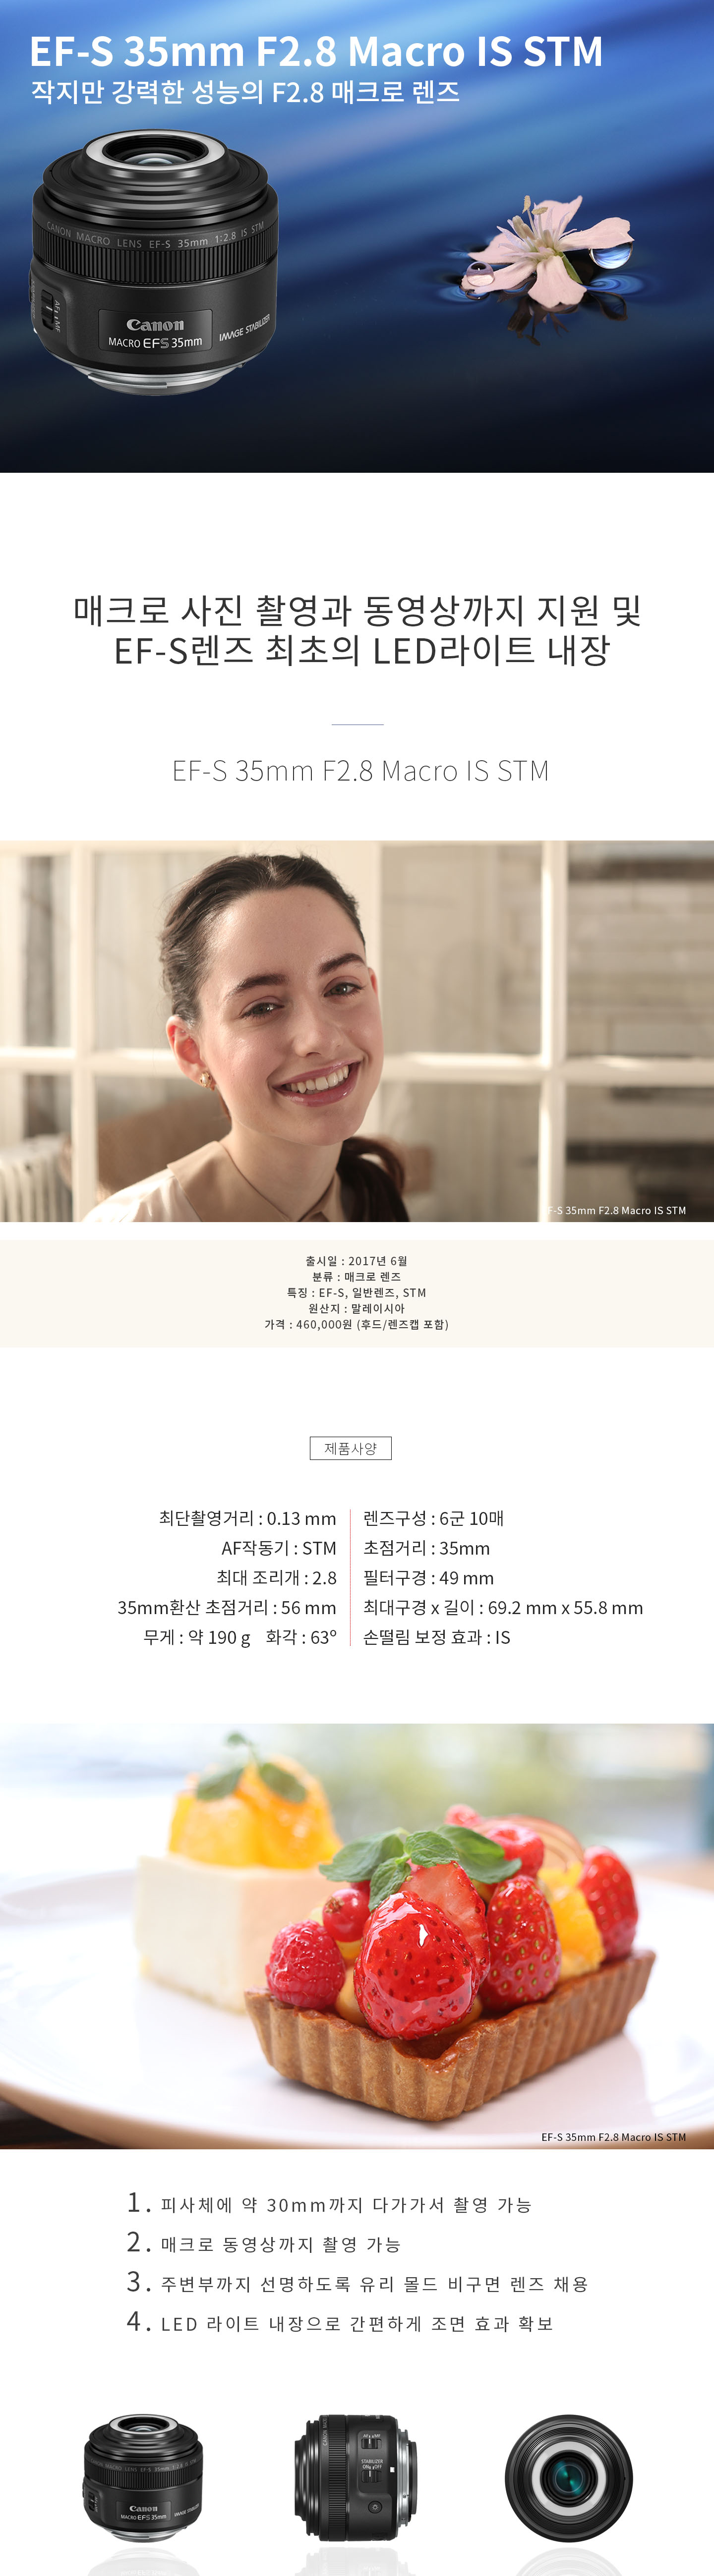 EF-S 35mm F2.8 Macro IS STM
작지만 강력한 성능의 F2.8 매크로 렌즈
CANON MACRO LENS EF-S 35mm 1:2.8 IS STM
AF MF
Canon
MACRO EFS 35mm
IMAGE STABILIZER
매크로 사진 촬영과 동영상까지 지원 및
EF-S렌즈 최초의 LED라이트 내장
EF-S 35mm F2.8 Macro IS STM
F-S 35mm F2.8 Macro IS STM
출시일 : 2017년 6월
분류 : 매크로 렌즈
특징 : EF-S, 일반렌즈, STM
원산지 : 말레이시아
가격 : 460,000원 (후드/렌즈캡 포함)
제품사양
최단촬영거리 : 0.13 mm
AF작동기 : STM
최대 조리개 : 2.8
35mm환산 초점거리 : 56 mm
무게 : 약 190 g 화각 : 63º
렌즈구성 : 6군 10매
초점거리 : 35mm
필터구경 : 49 mm
최대구경 x 길이 : 69.2 mm x 55.8 mm
손떨림 보정 효과 : IS
EF-S 35mm F2.8 Macro IS STM
1. 피사체에 약 30mm까지 다가가서 촬영 가능
2. 매크로 동영상까지 촬영 가능
3. 주변부까지 선명하도록 유리 몰드 비구면 렌즈 채용
4. LED 라이트 내장으로 간편하게 조면 효과 확보
CANON MACRO LENS EF-S 35mm 1:2.8 IS STM
Canon
MACRO EFS 35mm
IMAGE STABILIZER
AF MF
STABILIZER
ON OFF